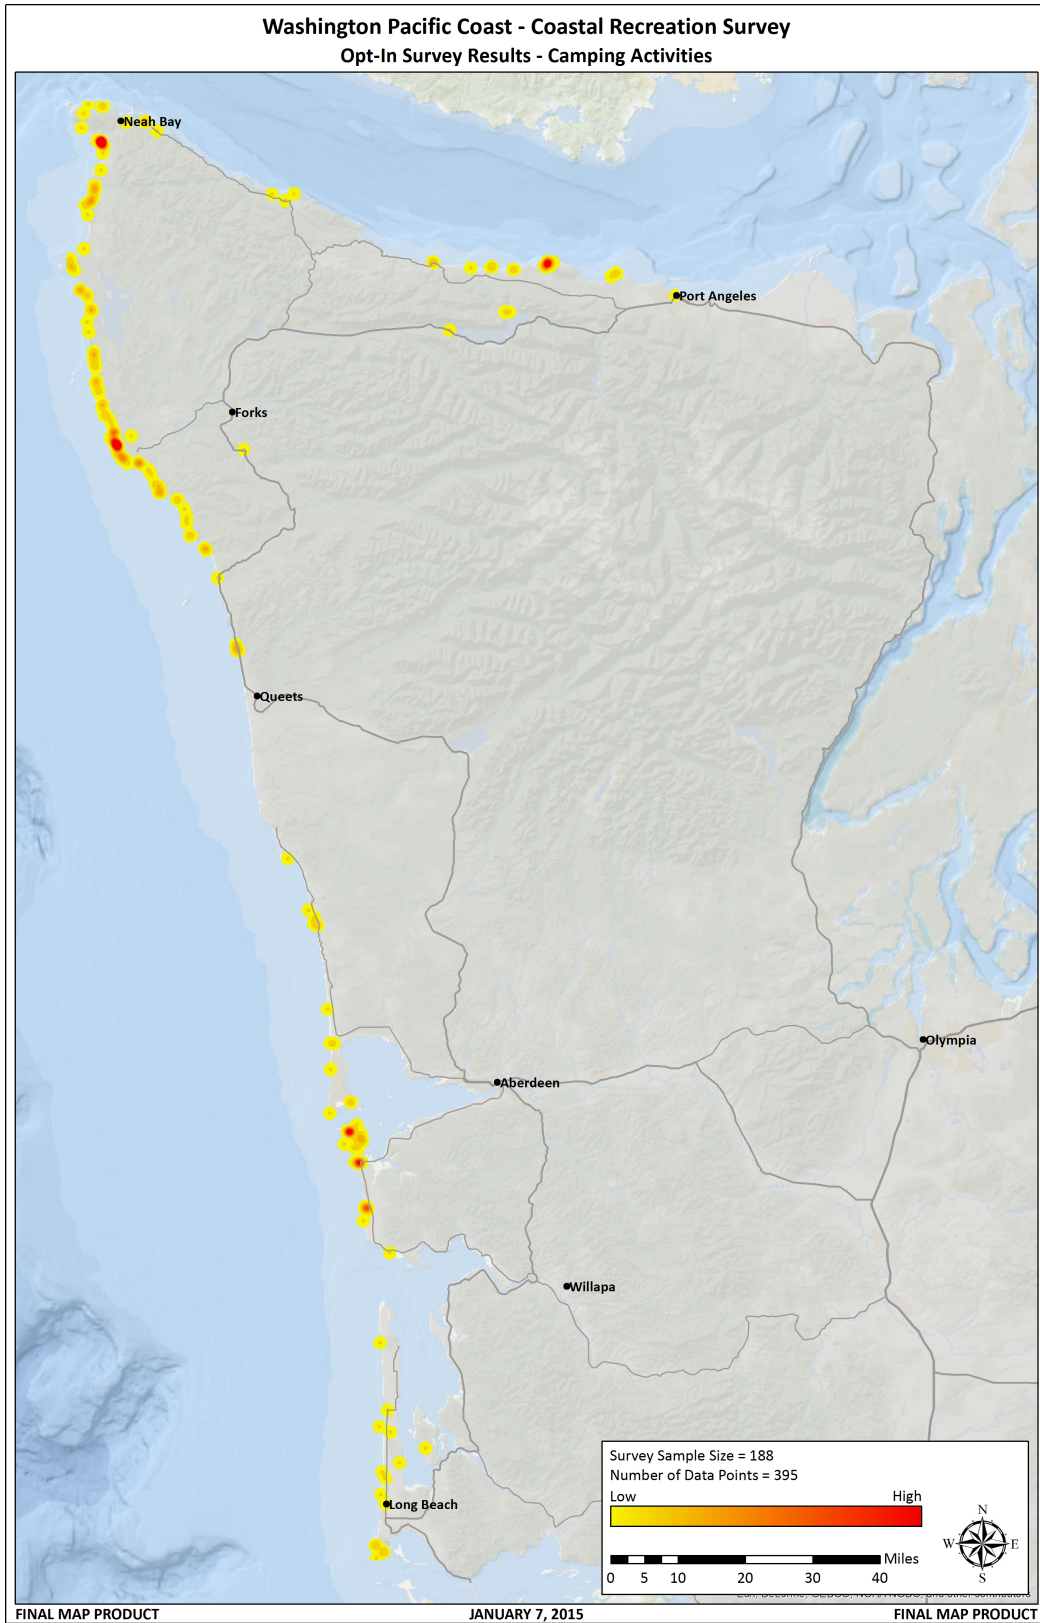 Washington Pacific Coast - Coastal Recreation Survey
Opt-In Survey Results - Camping Activities
Neah Bay
Port Angeles
Forks
Queets
Olympia
Aberdeen
Willapa
Long Beach
Survey Sample Size = 188
Number of Data Points = 395
Low High
N
W E
S
Miles
0 5 10 20 30 40
FINAL MAP PRODUCT JANUARY 7, 2015 FINAL MAP PRODUCT